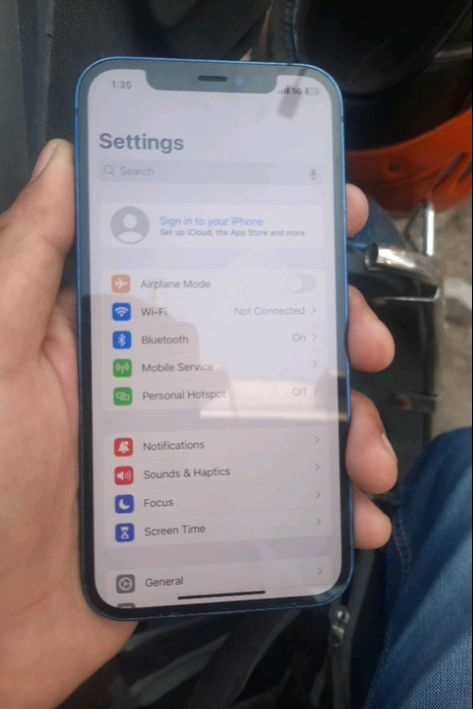 1:35
5G
Settings
Search
Sign in to your iPhone
Set up iCloud, the App Store and more.
Airplane Mode
Wi-Fi Not Connected
Bluetooth On
Mobile Service
Personal Hotspot Off
Notifications
Sounds & Haptics
Focus
Screen Time
General